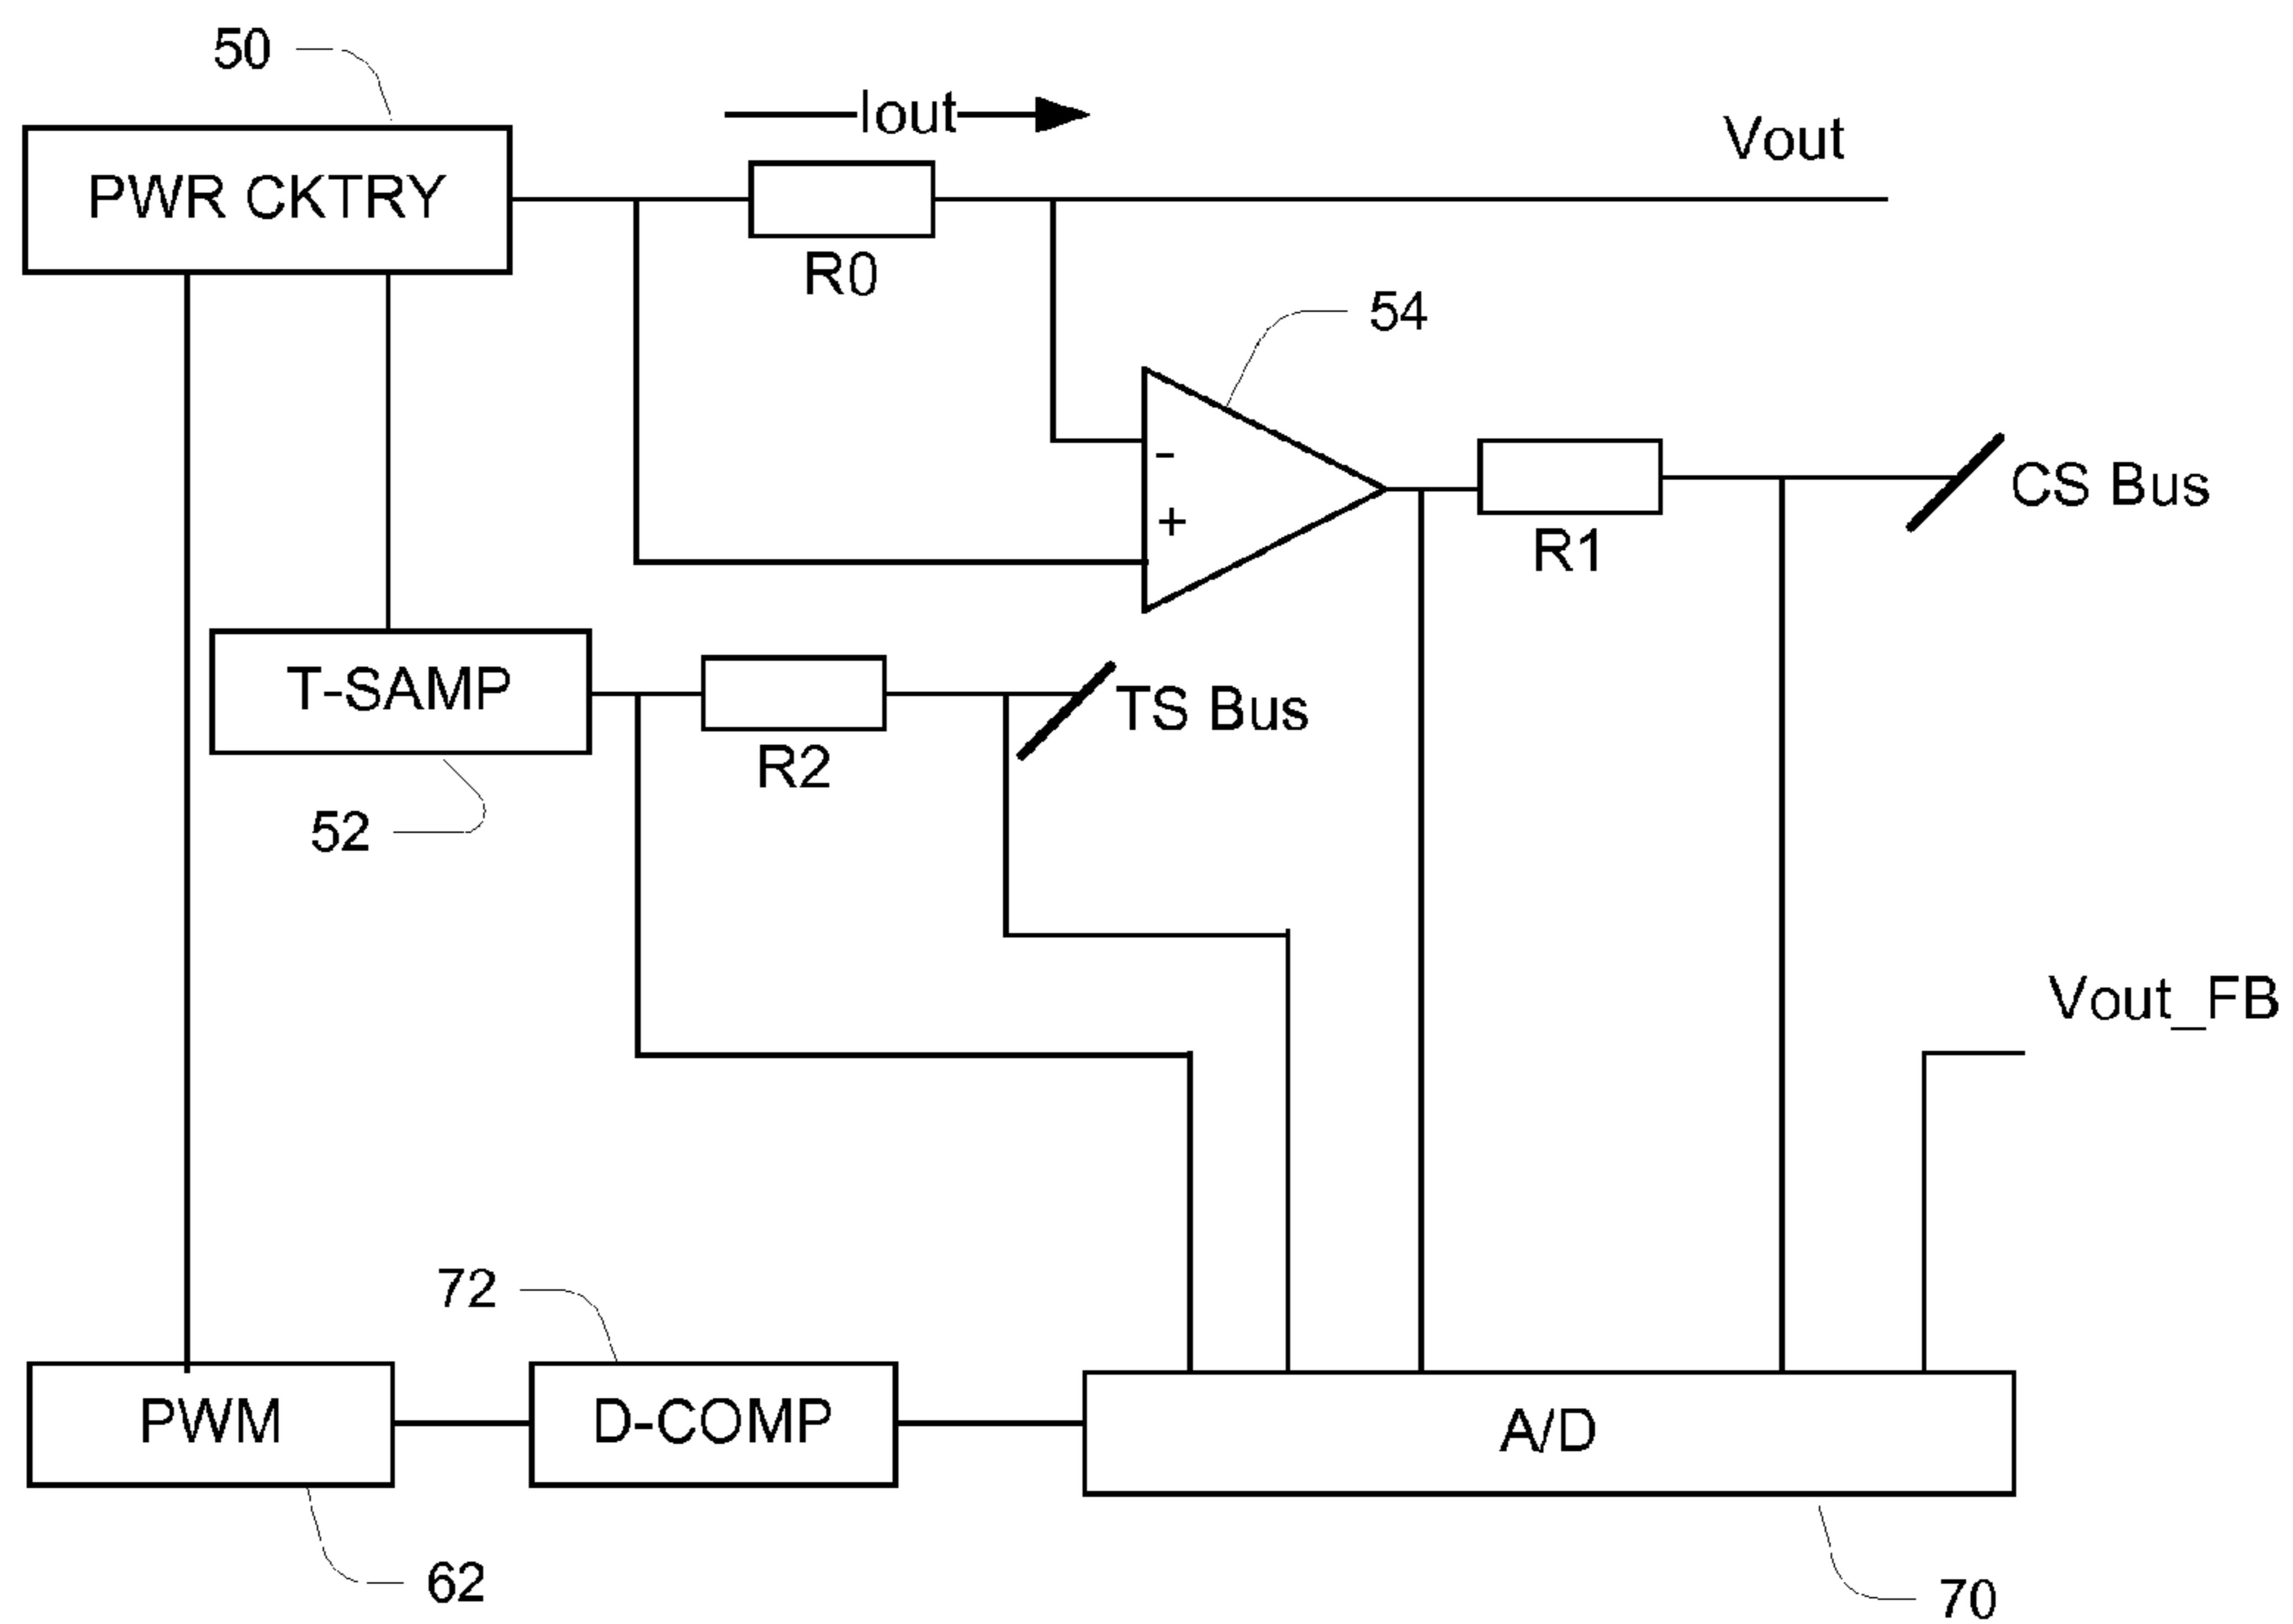 50
Iout
Vout
PWR CKTRY
R0
54
-
+
CS Bus
R1
T-SAMP
TS Bus
R2
52
Vout_FB
72
PWM
D-COMP
A/D
62
70